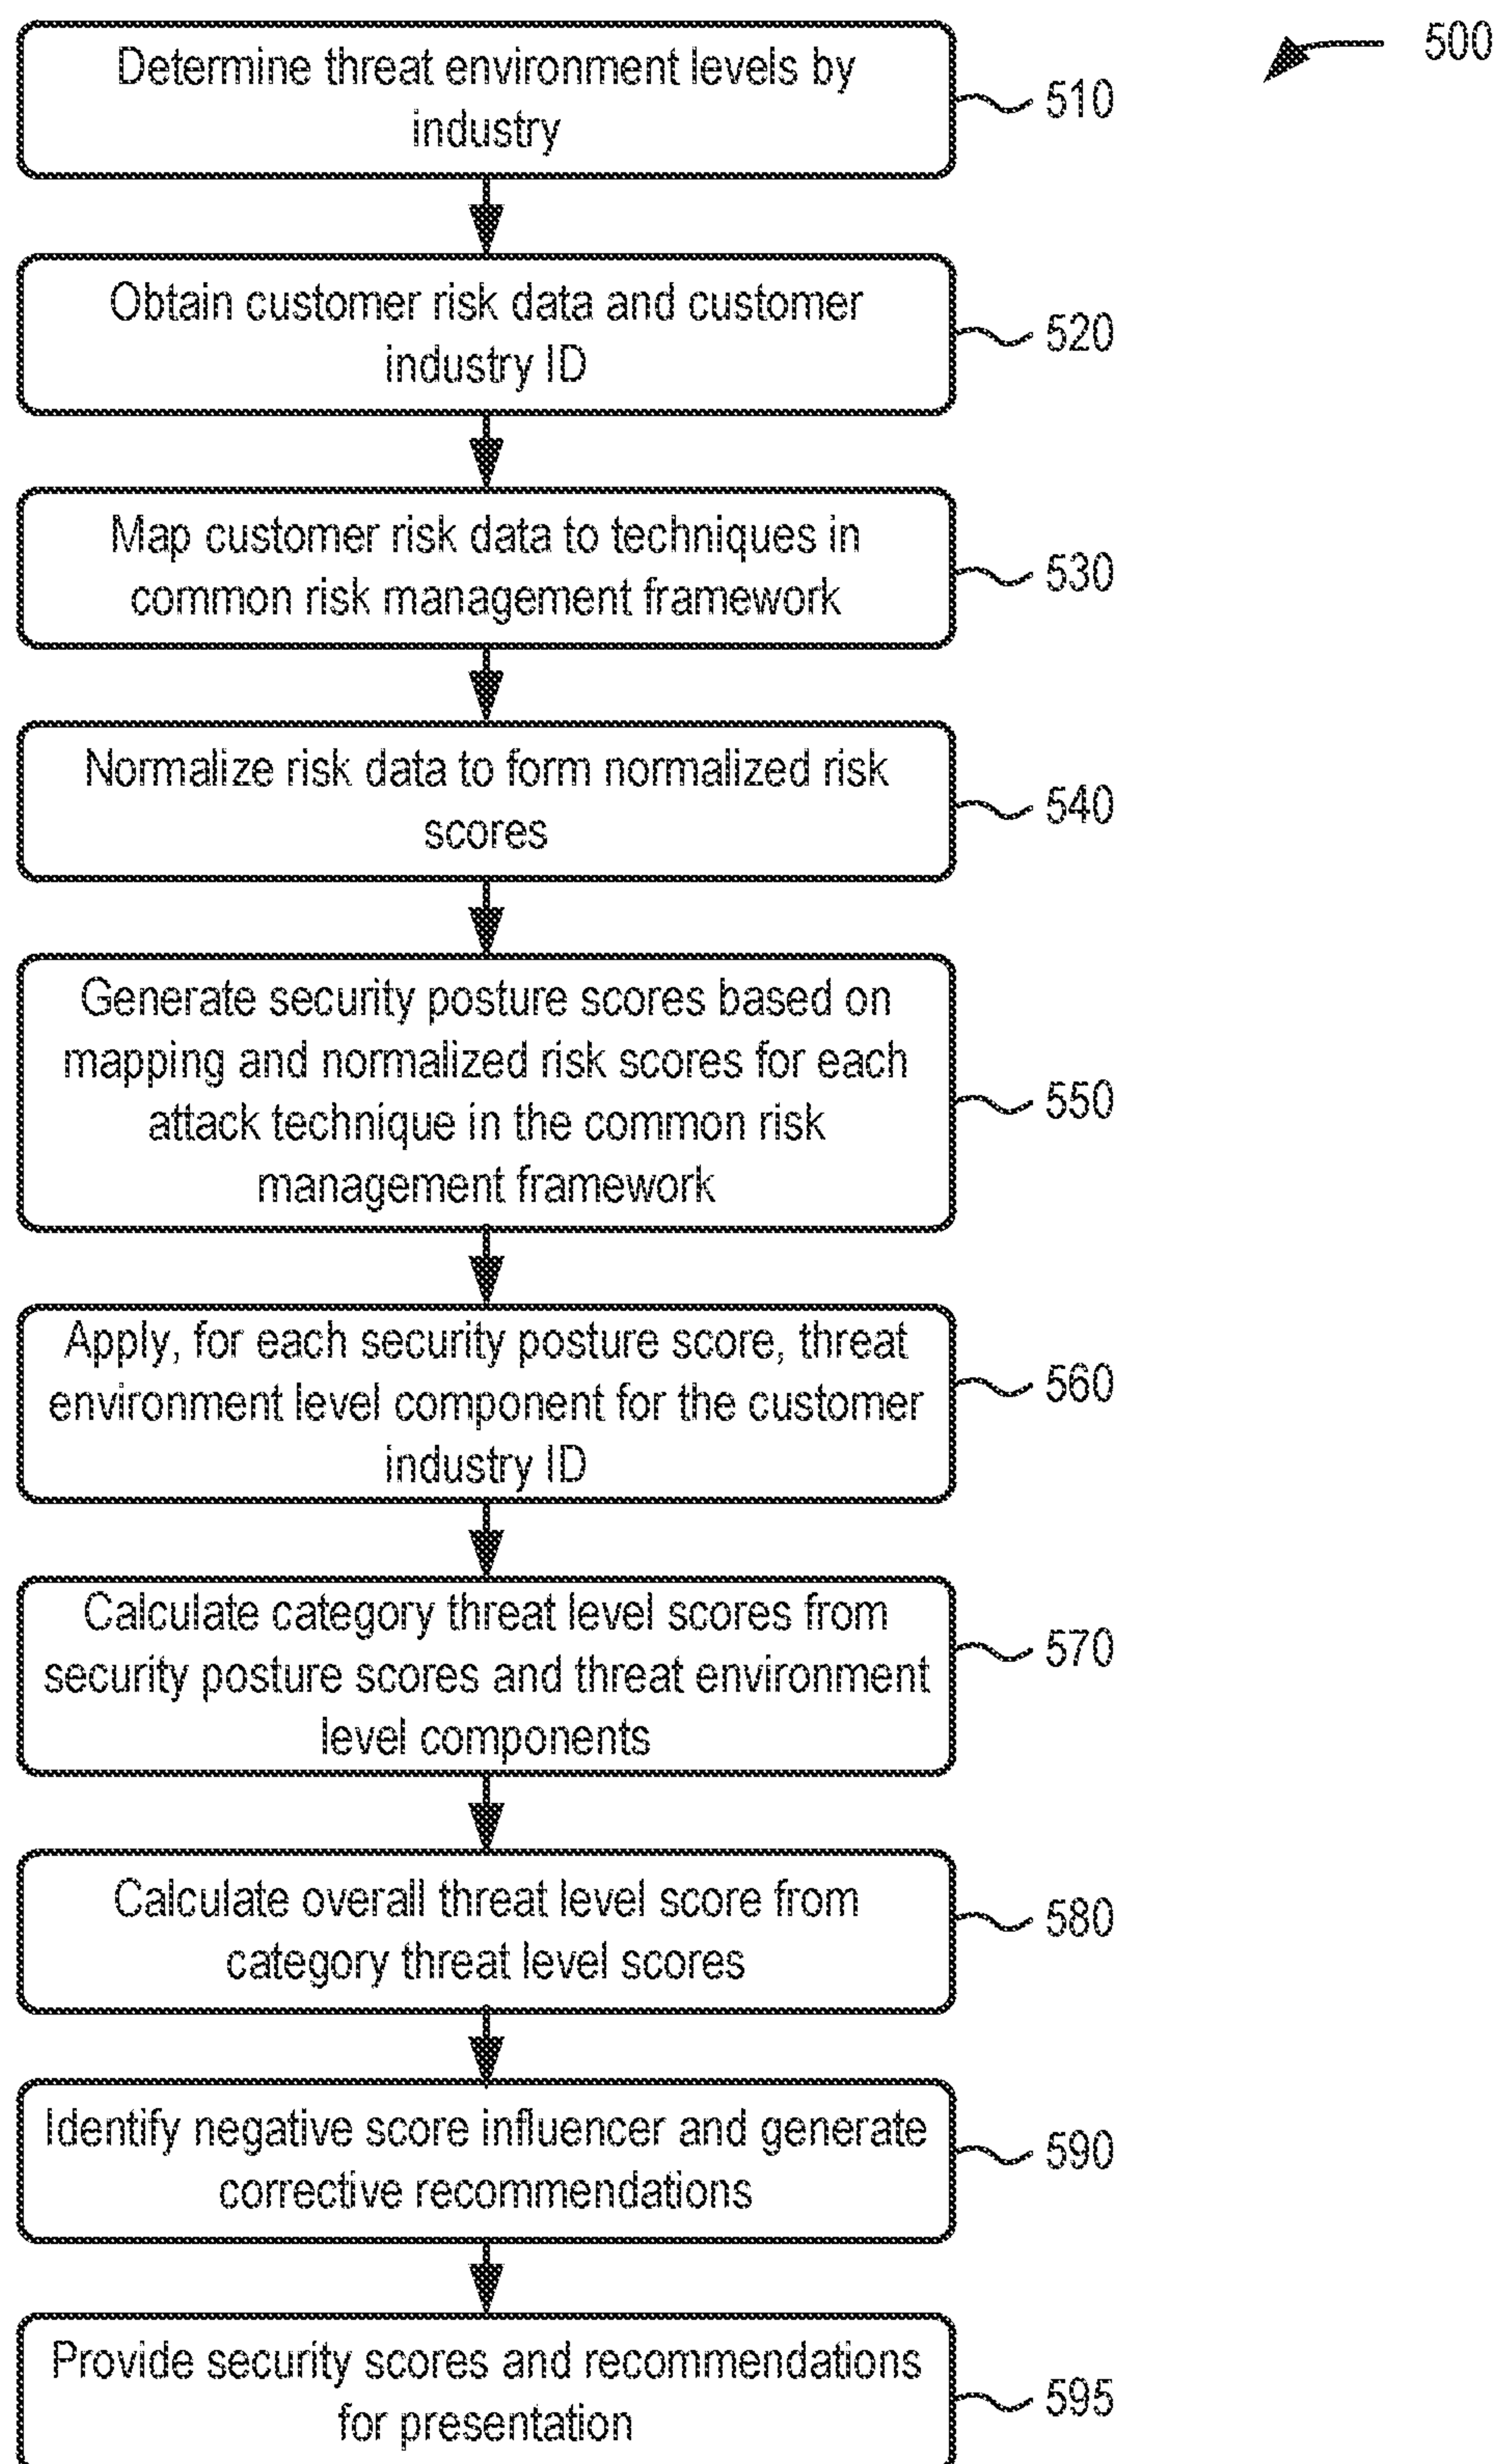 500
Determine threat environment levels by
industry
510
Obtain customer risk data and customer
industry ID
520
Map customer risk data to techniques in
common risk management framework
530
Normalize risk data to form normalized risk
scores
540
Generate security posture scores based on
mapping and normalized risk scores for each
attack technique in the common risk
management framework
550
Apply, for each security posture score, threat
environment level component for the customer
industry ID
560
Calculate category threat level scores from
security posture scores and threat environment
level components
570
Calculate overall threat level score from
category threat level scores
580
Identify negative score influencer and generate
corrective recommendations
590
Provide security scores and recommendations
for presentation
595